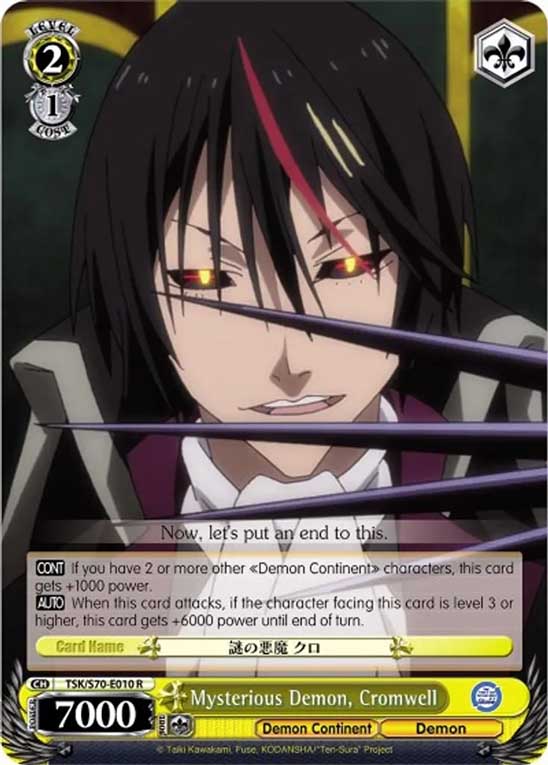 LEVEL
2
1
COST
Now, let's put an end to this.
CONT If you have 2 or more other «Demon Continent» characters, this card
gets +1000 power.
AUTO When this card attacks, if the character facing this card is level 3 or
higher, this card gets +6000 power until end of turn.
Card Name 謎の悪魔 クロ
CH TSK/S70-E010 R
Mysterious Demon, Cromwell
POWER 7000 SOUL
Demon Continent Demon
© Taiki Kawakami, Fuse, KODANSHA/"Ten-Sura" Project